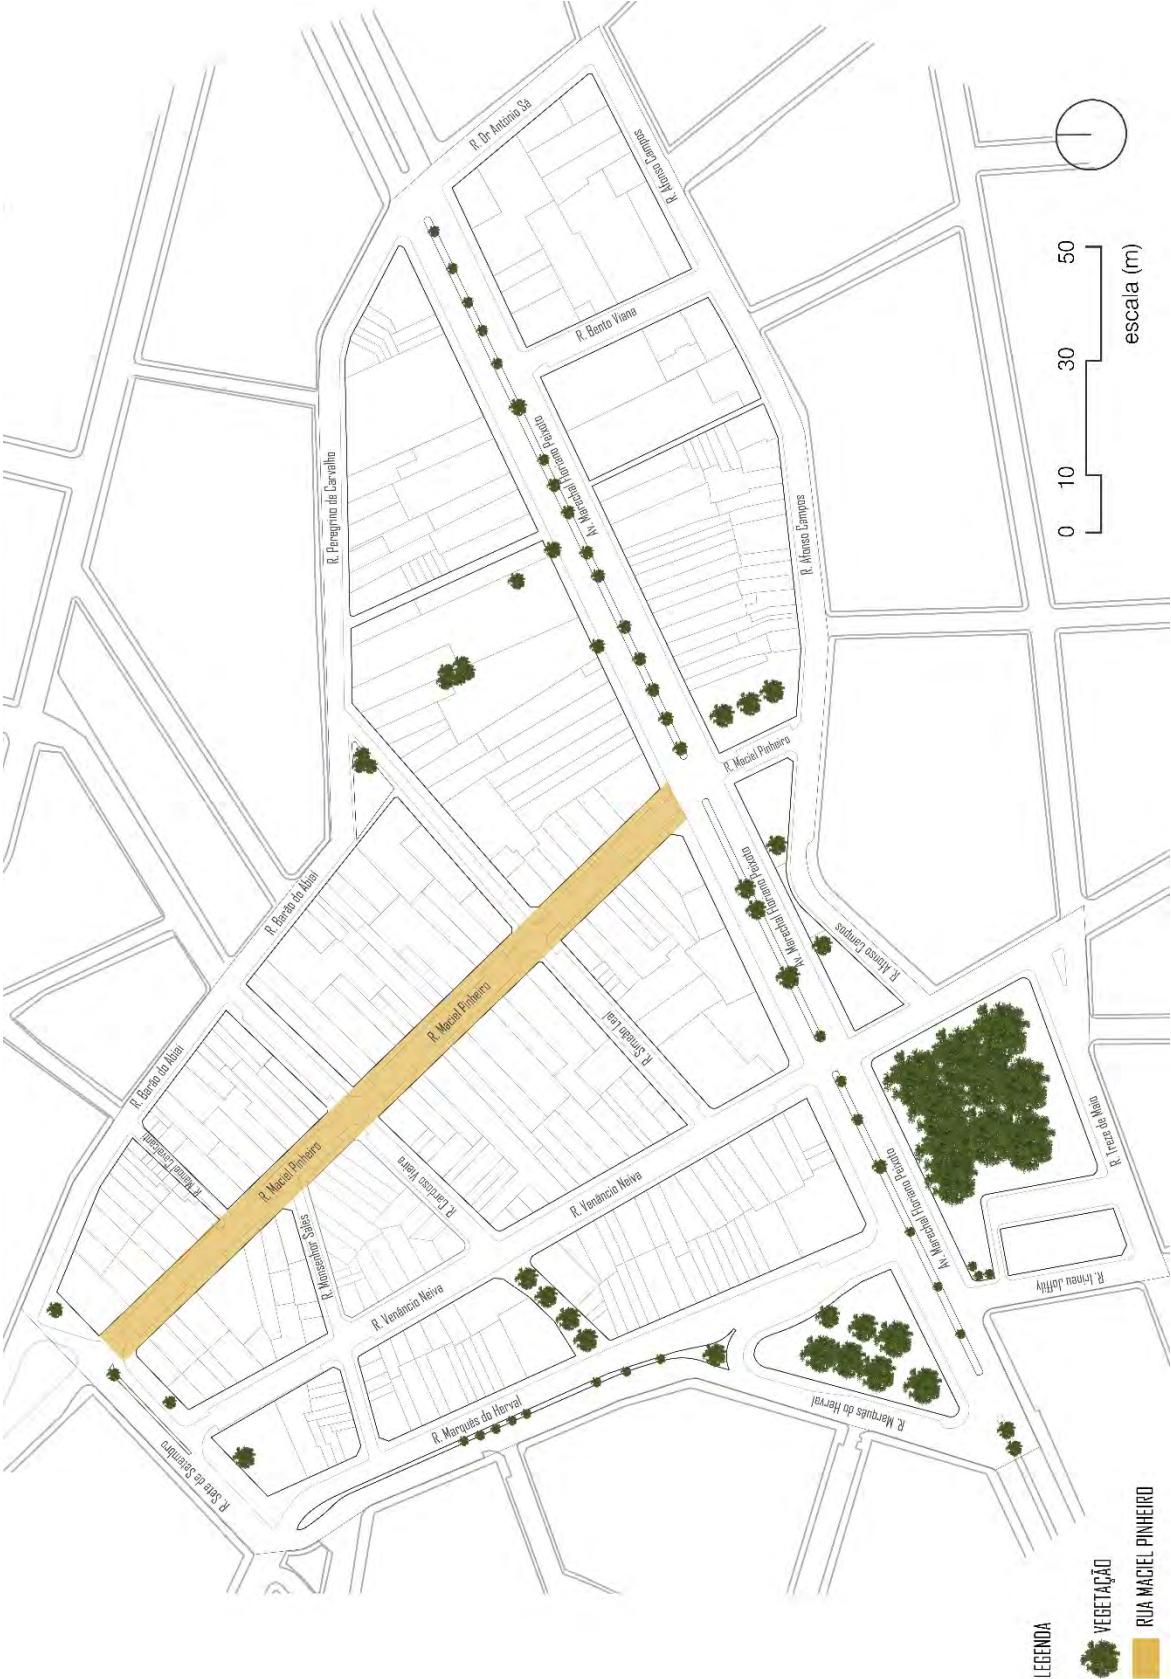 R. Dr Antônio Sá
R. Afonso Campos
R. Bento Viana
Av. Marechal Floriano Peixoto
R. Peregrino de Carvalho
R. Afonso Campos
R. Maciel Pinheiro
R. Barão do Abiaí
Av. Marechal Floriano Peixoto
R. Afonso Campos
R. Maciel Pinheiro
R. Simeão Leal
R. Barão do Abiaí
R. Manuel Cavalcanti
R. Maciel Pinheiro
R. Cardoso Vieira
R. Monsenhor Sales
R. Venâncio Neiva
R. Venâncio Neiva
Av. Marechal Floriano Peixoto
R. Treze de Maio
R. Irineu Joffily
R. Marquês do Herval
R. Marquês do Herval
R. Sete de Setembro
0 10 30 50
escala (m)
LEGENDA
VEGETAÇÃO
RUA MACIEL PINHEIRO